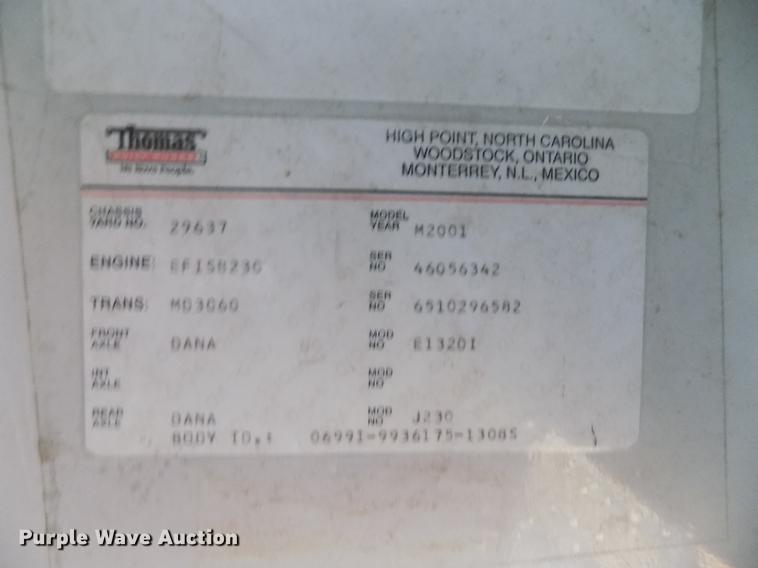 Thomas
We Move People
HIGH POINT, NORTH CAROLINA
WOODSTOCK, ONTARIO
MONTERREY, N.L., MEXICO
CHASSIS
YARD NO. 29637 MODEL
YEAR M2001
ENGINE: SER
NO 46056342
TRANS: MD3060 SER
NO 6510296582
FRONT
AXLE DANA MOD
NO E1320I
INT
AXLE MOD
NO
REAR
AXLE DANA MOD
NO J230
BODY ID.: 06991-9936175-1308S
Purple Wave Auction